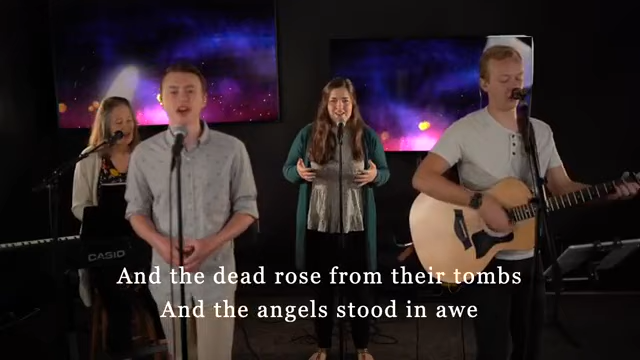 CASIO
And the dead rose from their tombs
And the angels stood in awe